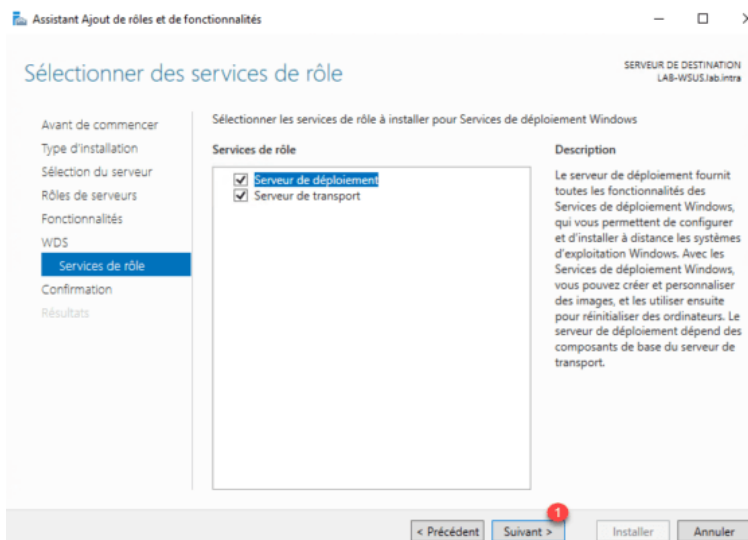 Assistant Ajout de rôles et de fonctionnalités
Sélectionner des services de rôle
SERVEUR DE DESTINATION
LAB-WSUS.lab.intra
Avant de commencer
Type d'installation
Sélection du serveur
Rôles de serveurs
Fonctionnalités
WDS
Services de rôle
Confirmation
Résultats
Sélectionner les services de rôle à installer pour Services de déploiement Windows
Services de rôle
Serveur de déploiement
Serveur de transport
Description
Le serveur de déploiement fournit
toutes les fonctionnalités des
Services de déploiement Windows,
qui vous permettent de configurer
et d'installer à distance les systèmes
d'exploitation Windows. Avec les
Services de déploiement Windows,
vous pouvez créer et personnaliser
des images, et les utiliser ensuite
pour réinitialiser des ordinateurs. Le
serveur de déploiement dépend des
composants de base du serveur de
transport.
1
< Précédent
Suivant >
Installer
Annuler